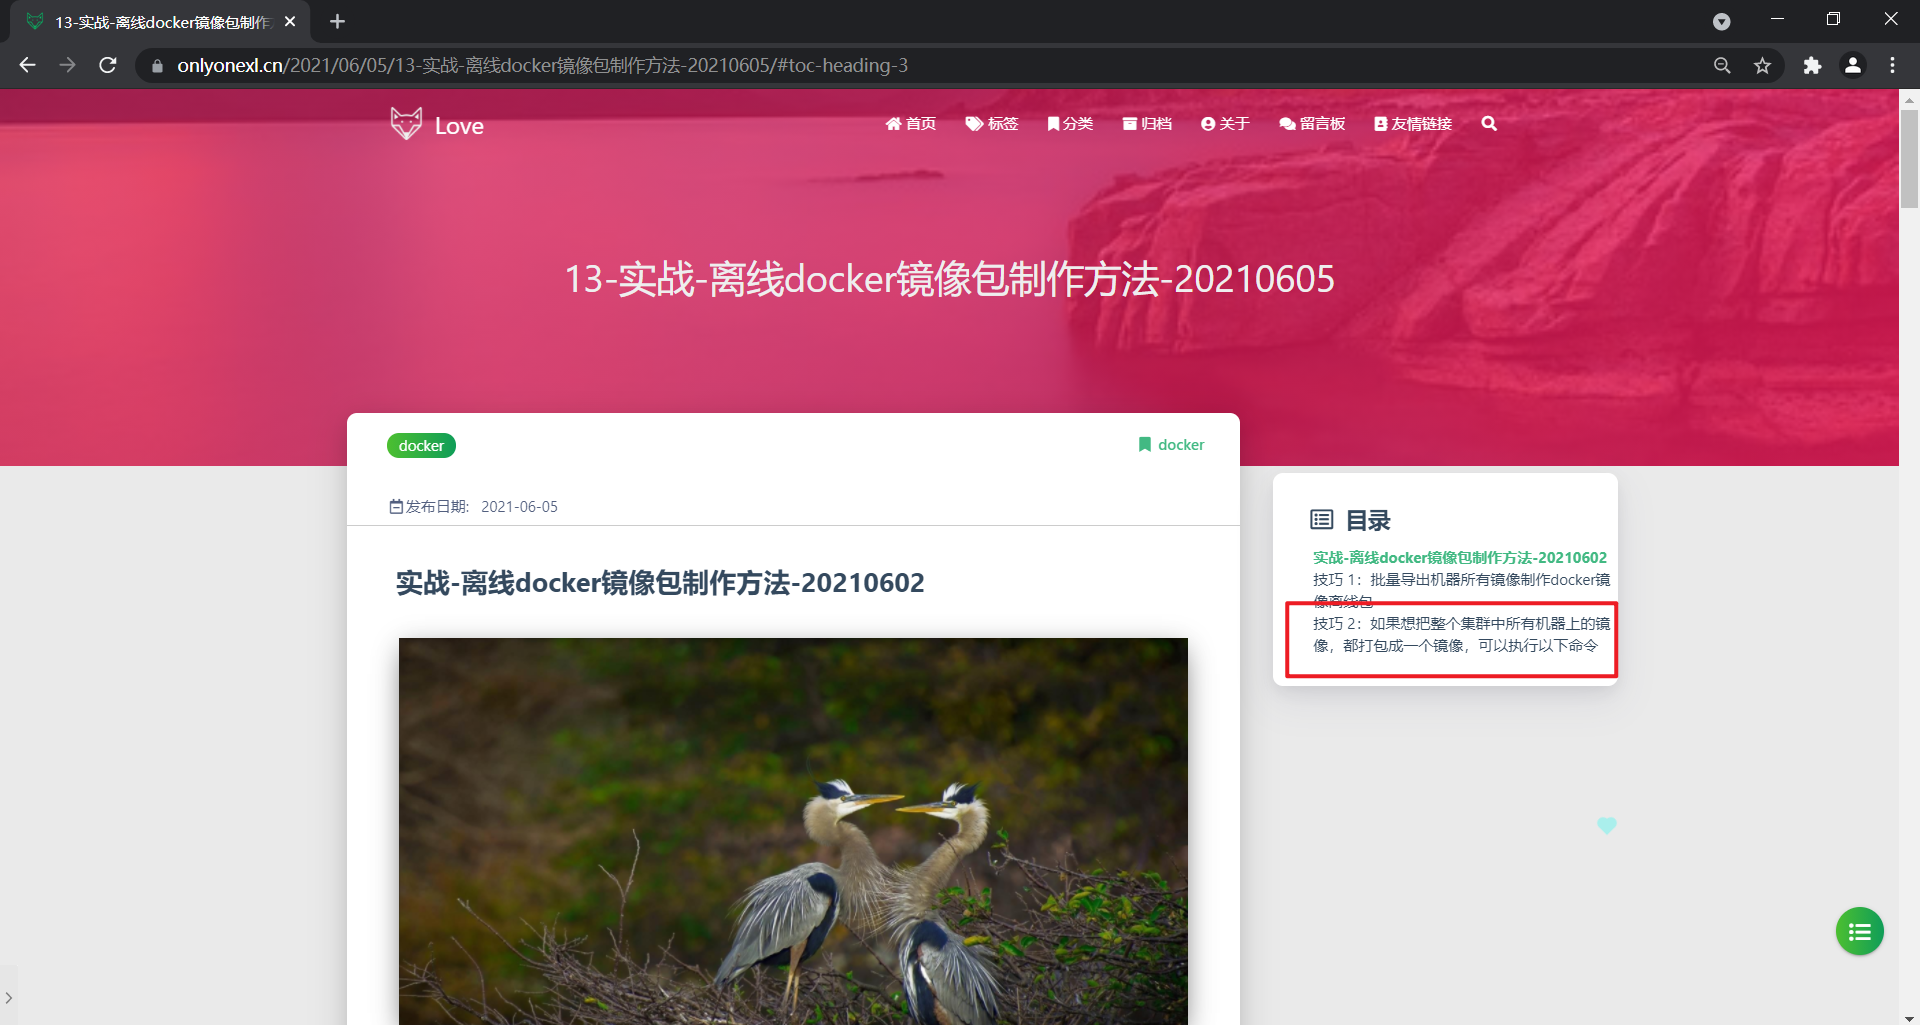 13-实战-离线docker镜像包制作方
onlyonexl.cn/2021/06/05/13-实战-离线docker镜像包制作方法-20210605/#toc-heading-3
Love
首页 标签 分类 归档 关于 留言板 友情链接
13-实战-离线docker镜像包制作方法-20210605
docker
docker
发布日期: 2021-06-05
实战-离线docker镜像包制作方法-20210602
目录
实战-离线docker镜像包制作方法-20210602
技巧 1：批量导出机器所有镜像制作docker镜
像离线包
技巧 2：如果想把整个集群中所有机器上的镜
像，都打包成一个镜像，可以执行以下命令